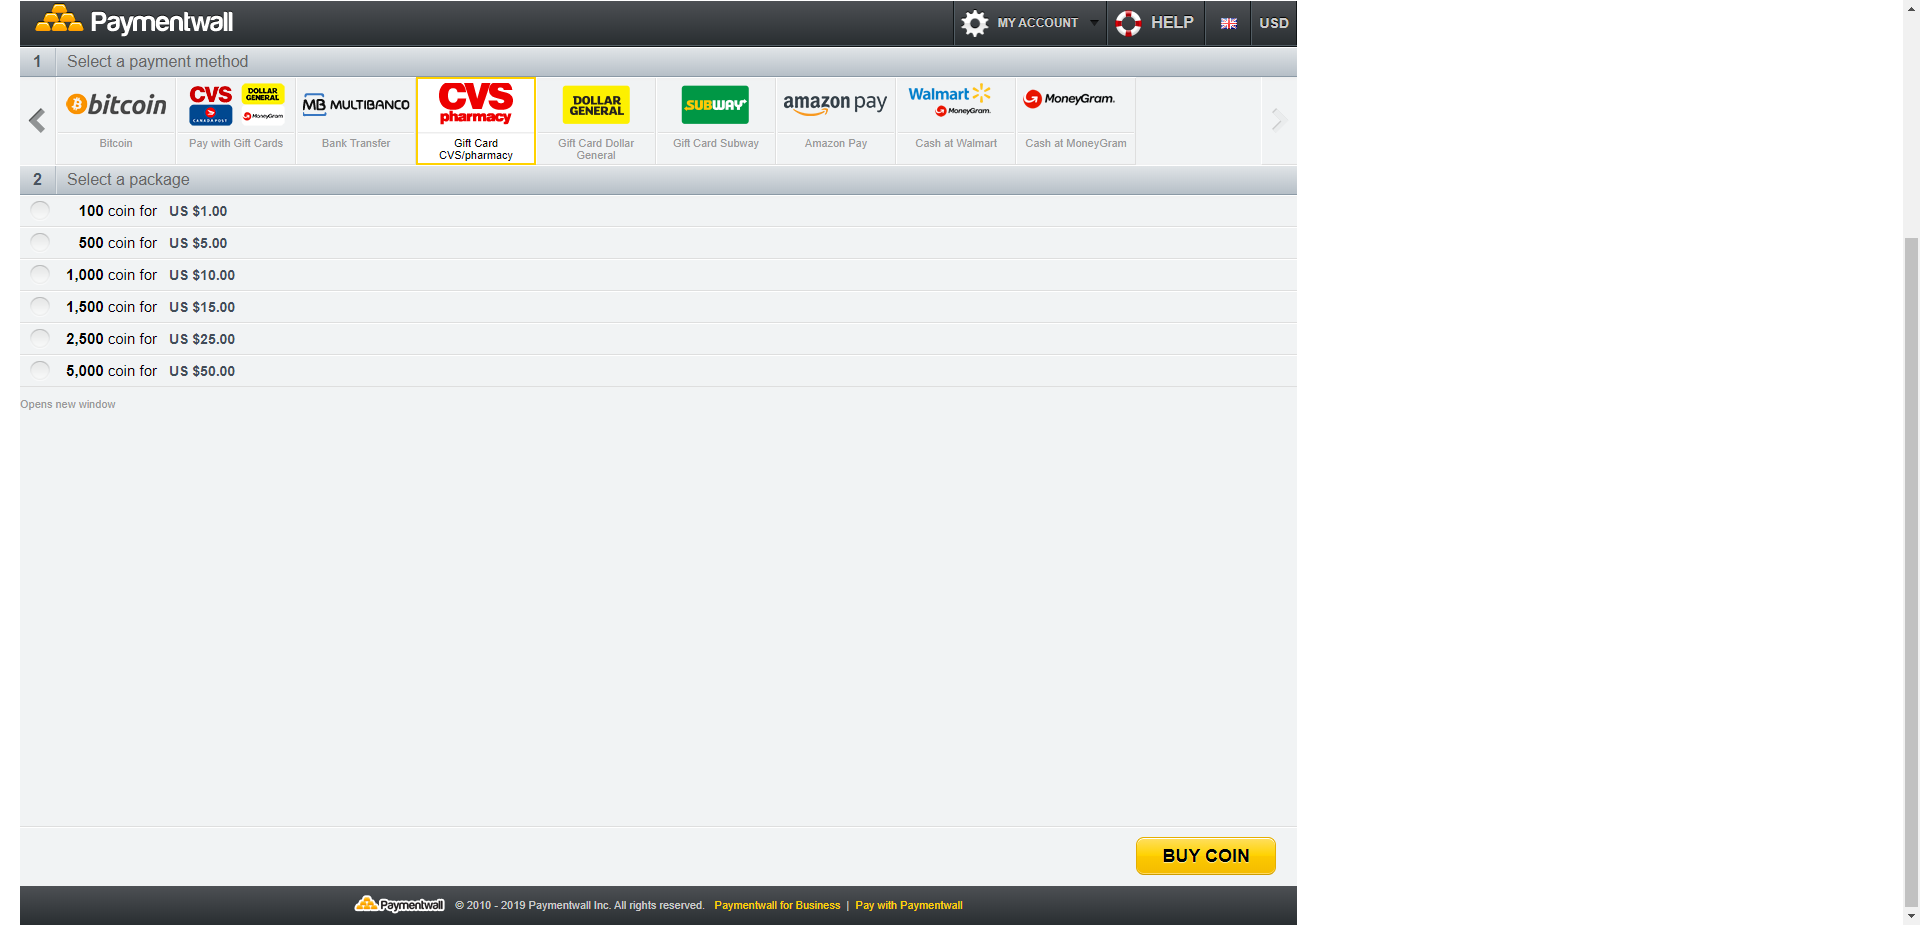 Paymentwall
MY ACCOUNT
HELP
USD
1 Select a payment method
bitcoin
CVS
DOLLAR GENERAL
CANADA POST
MoneyGram.
MB MULTIBANCO
CVS pharmacy
DOLLAR GENERAL
SUBWAY
amazon pay
Walmart
MoneyGram.
MoneyGram.
Bitcoin
Pay with Gift Cards
Bank Transfer
Gift Card
CVS/pharmacy
Gift Card Dollar
General
Gift Card Subway
Amazon Pay
Cash at Walmart
Cash at MoneyGram
2 Select a package
100 coin for US $1.00
500 coin for US $5.00
1,000 coin for US $10.00
1,500 coin for US $15.00
2,500 coin for US $25.00
5,000 coin for US $50.00
Opens new window
BUY COIN
Paymentwall © 2010 - 2019 Paymentwall Inc. All rights reserved. Paymentwall for Business | Pay with Paymentwall